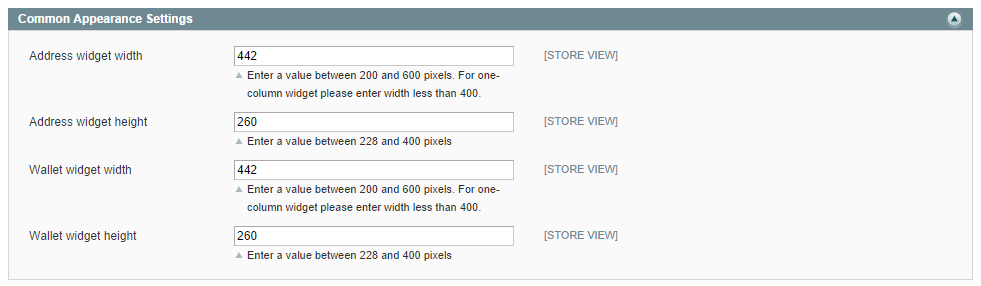 Common Appearance Settings
Address widget width 442 [STORE VIEW]
Enter a value between 200 and 600 pixels. For one-
column widget please enter width less than 400.
Address widget height 260 [STORE VIEW]
Enter a value between 228 and 400 pixels
Wallet widget width 442 [STORE VIEW]
Enter a value between 200 and 600 pixels. For one-
column widget please enter width less than 400.
Wallet widget height 260 [STORE VIEW]
Enter a value between 228 and 400 pixels